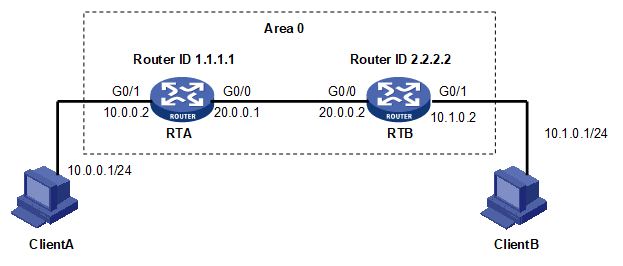 Area 0
Router ID 1.1.1.1
Router ID 2.2.2.2
G0/1
G0/0
G0/0
G0/1
ROUTER
ROUTER
10.0.0.2
20.0.0.1
20.0.0.2
10.1.0.2
RTA
RTB
10.1.0.1/24
10.0.0.1/24
ClientA
ClientB